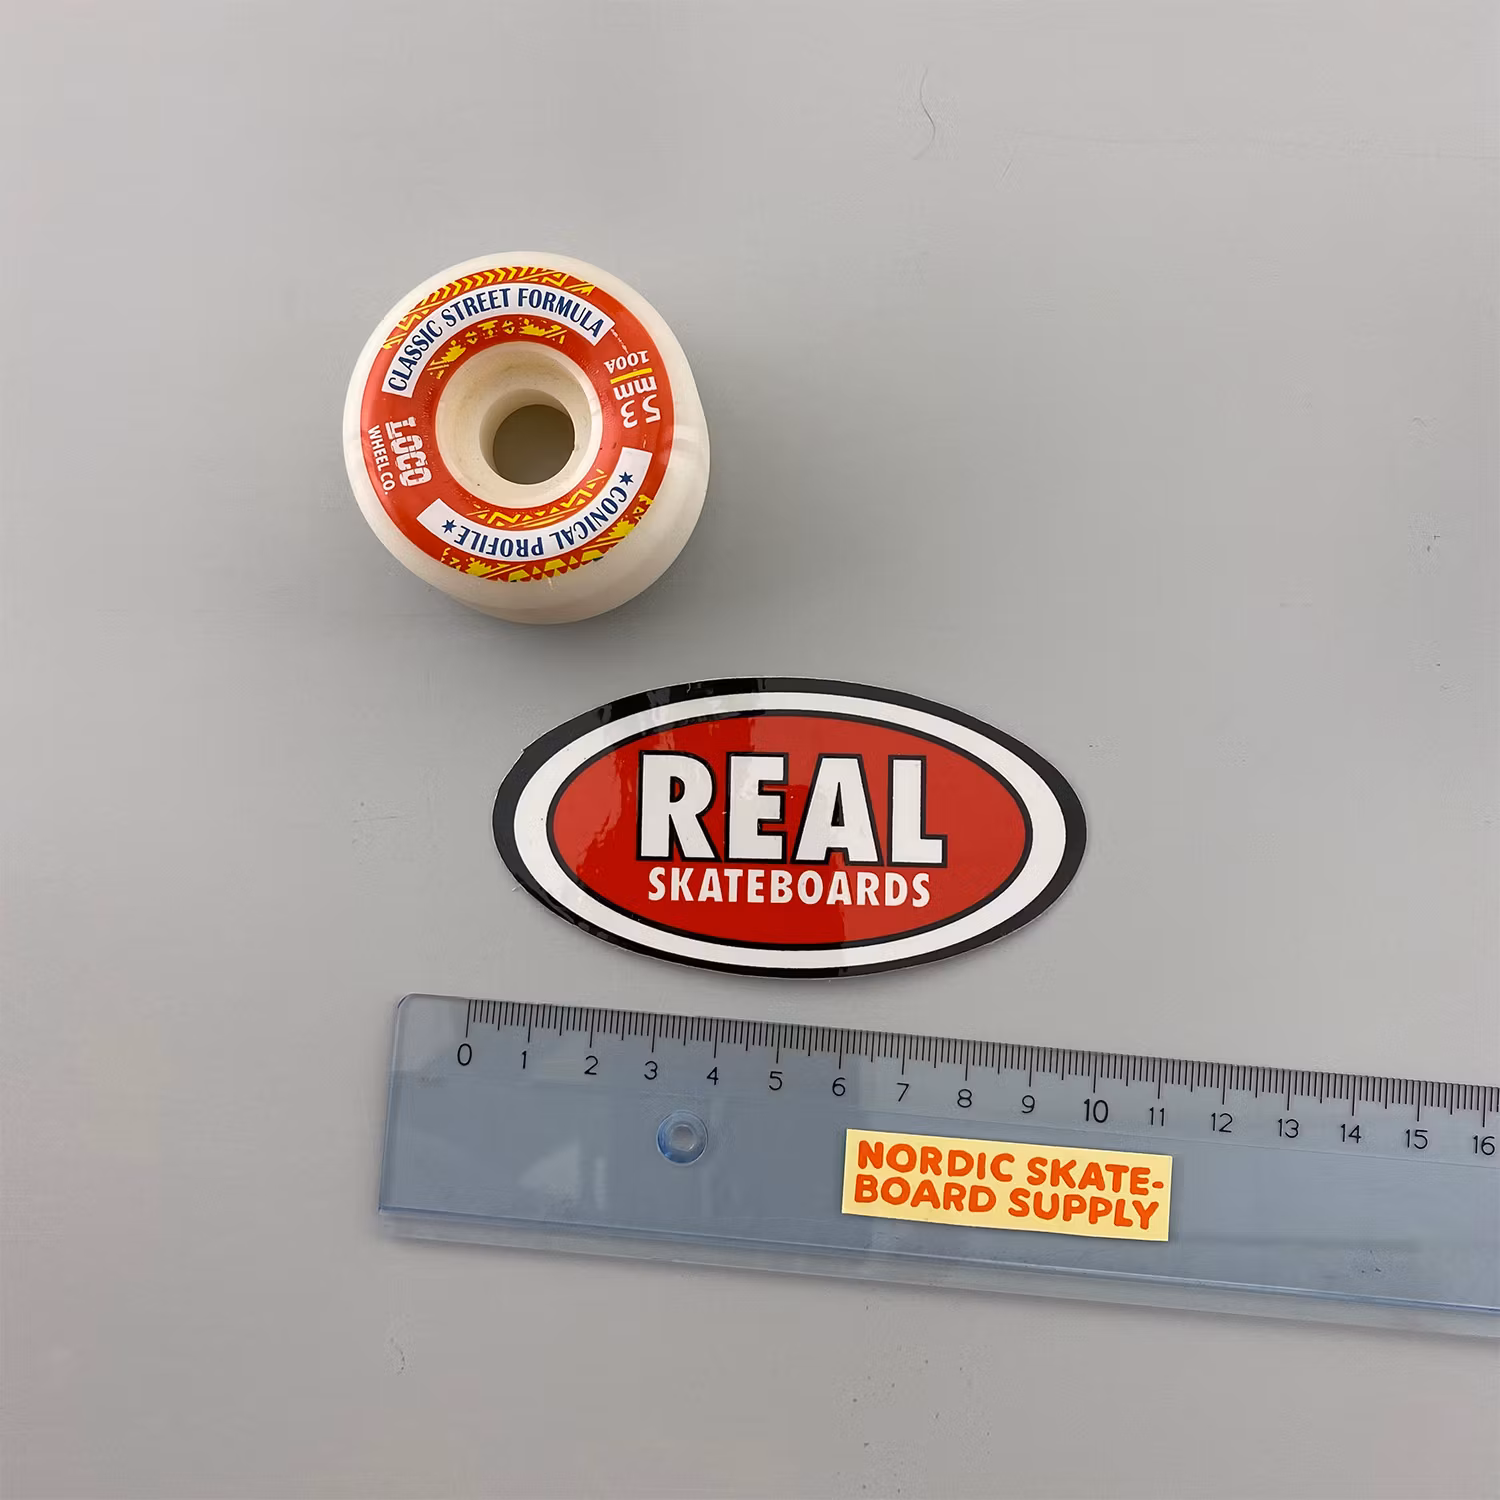 CLASSIC STREET FORMULA
100A
53mm
LOCO
WHEEL CO.
★CONICAL PROFILE★
REAL
SKATEBOARDS
0 1 2 3 4 5 6 7 8 9 10 11 12 13 14 15 16
NORDIC SKATE-
BOARD SUPPLY